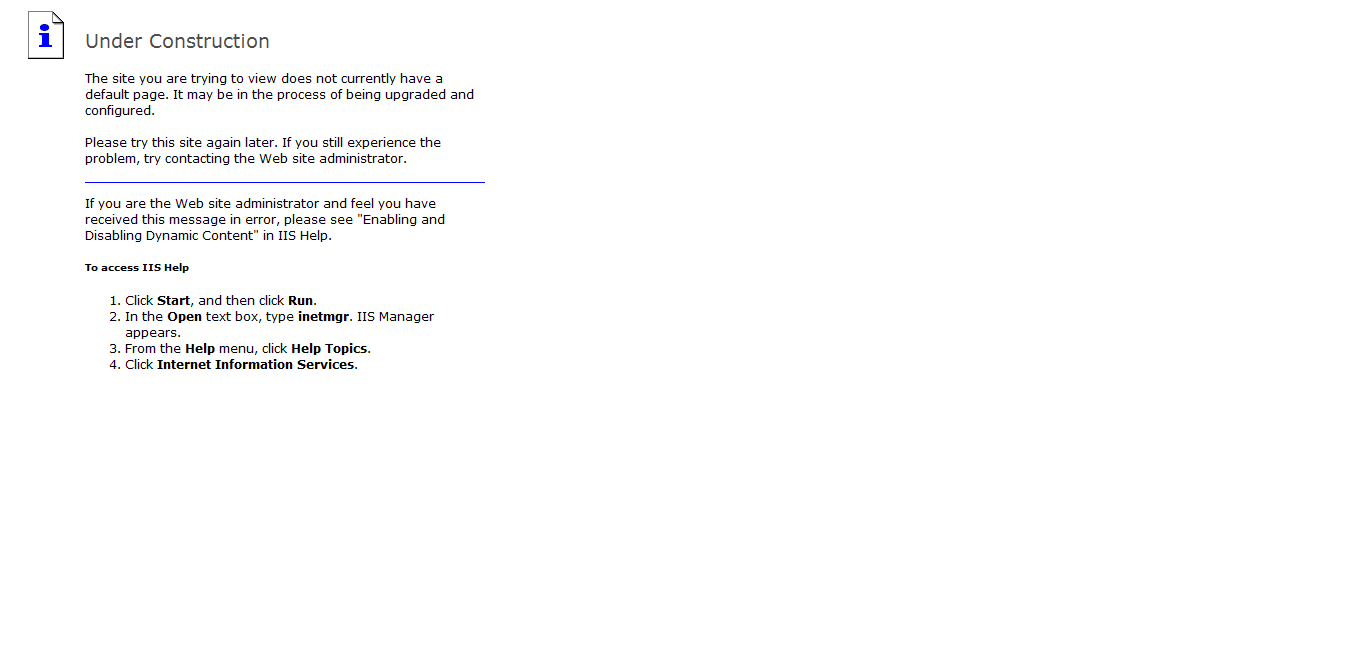 Under Construction
The site you are trying to view does not currently have a
default page. It may be in the process of being upgraded and
configured.
Please try this site again later. If you still experience the
problem, try contacting the Web site administrator.
If you are the Web site administrator and feel you have
received this message in error, please see "Enabling and
Disabling Dynamic Content" in IIS Help.
To access IIS Help
1. Click Start, and then click Run.
2. In the Open text box, type inetmgr. IIS Manager
appears.
3. From the Help menu, click Help Topics.
4. Click Internet Information Services.